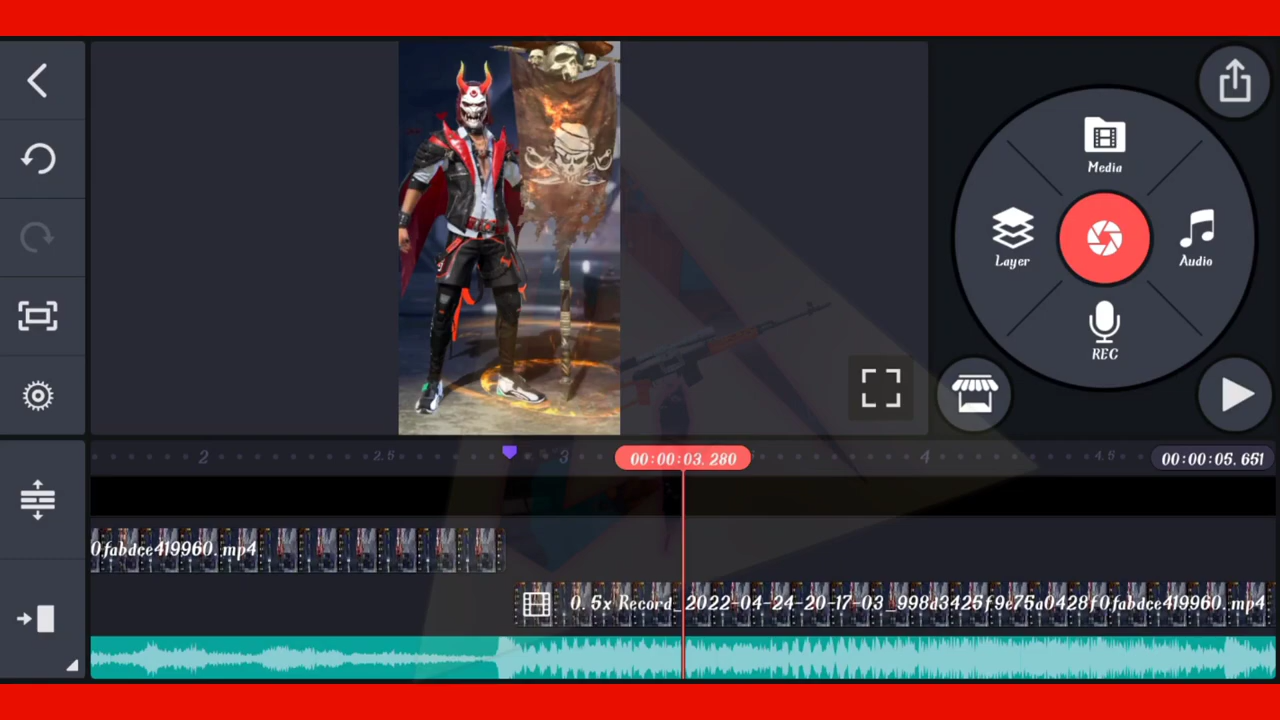 Media
Layer
Audio
REC
2
2.5
3
00:00:03.280
4
4.5
00:00:05.651
0fabdce419960.mp4
0.5x Record_2022-04-24-20-17-03_998d3425f9e75a0428f0fabdce419960.mp4